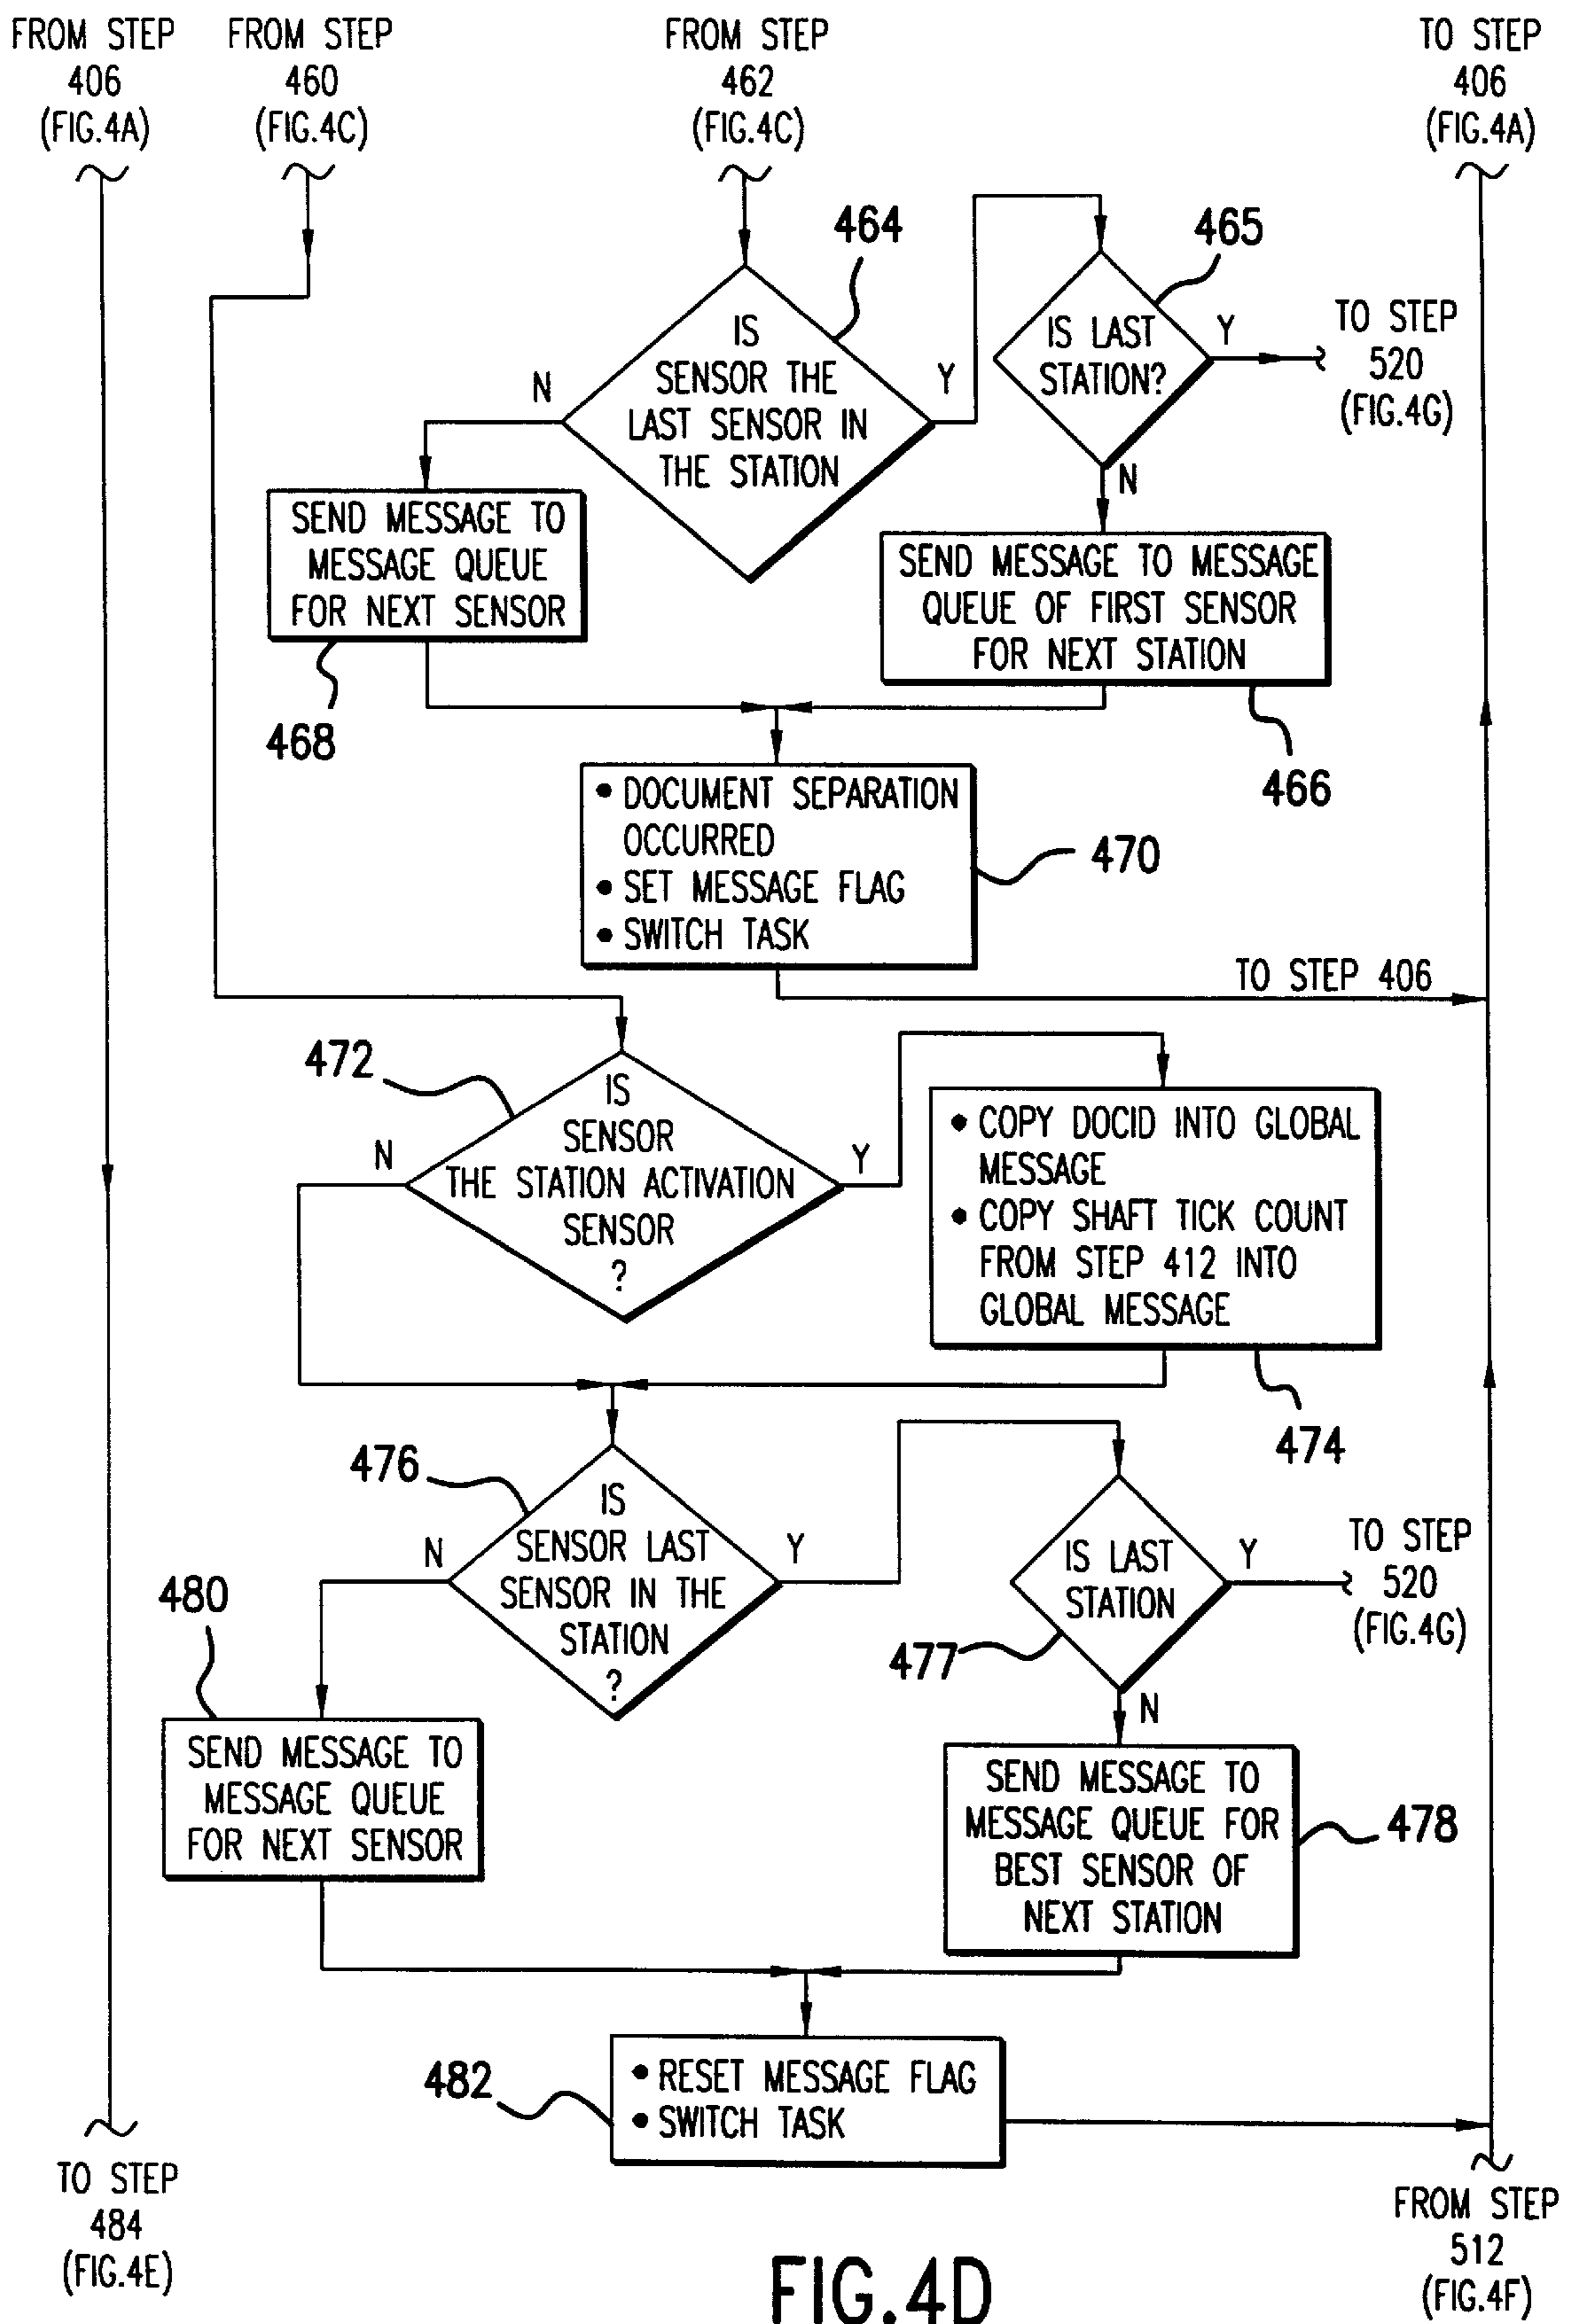 FROM STEP
406
(FIG.4A)
FROM STEP
460
(FIG.4C)
FROM STEP
462
(FIG.4C)
TO STEP
406
(FIG.4A)
464
465
IS
SENSOR THE
LAST SENSOR IN
THE STATION
N
Y
IS LAST
STATION?
Y
N
TO STEP
520
(FIG.4G)
SEND MESSAGE TO
MESSAGE QUEUE
FOR NEXT SENSOR
468
SEND MESSAGE TO MESSAGE
QUEUE OF FIRST SENSOR
FOR NEXT STATION
466
• DOCUMENT SEPARATION
OCCURRED
• SET MESSAGE FLAG
• SWITCH TASK
470
TO STEP 406
472
IS
SENSOR
THE STATION ACTIVATION
SENSOR
?
N
Y
• COPY DOCID INTO GLOBAL
MESSAGE
• COPY SHAFT TICK COUNT
FROM STEP 412 INTO
GLOBAL MESSAGE
474
476
IS
SENSOR LAST
SENSOR IN THE
STATION
?
N
Y
IS LAST
STATION
477
Y
N
TO STEP
520
(FIG.4G)
480
SEND MESSAGE TO
MESSAGE QUEUE
FOR NEXT SENSOR
SEND MESSAGE TO
MESSAGE QUEUE FOR
BEST SENSOR OF
NEXT STATION
478
482
• RESET MESSAGE FLAG
• SWITCH TASK
TO STEP
484
(FIG.4E)
FROM STEP
512
(FIG.4F)
FIG.4D